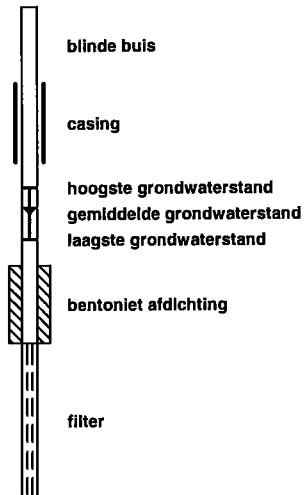 blinde buis
casing
hoogste grondwaterstand
gemiddelde grondwaterstand
laagste grondwaterstand
bentoniet afdichting
filter